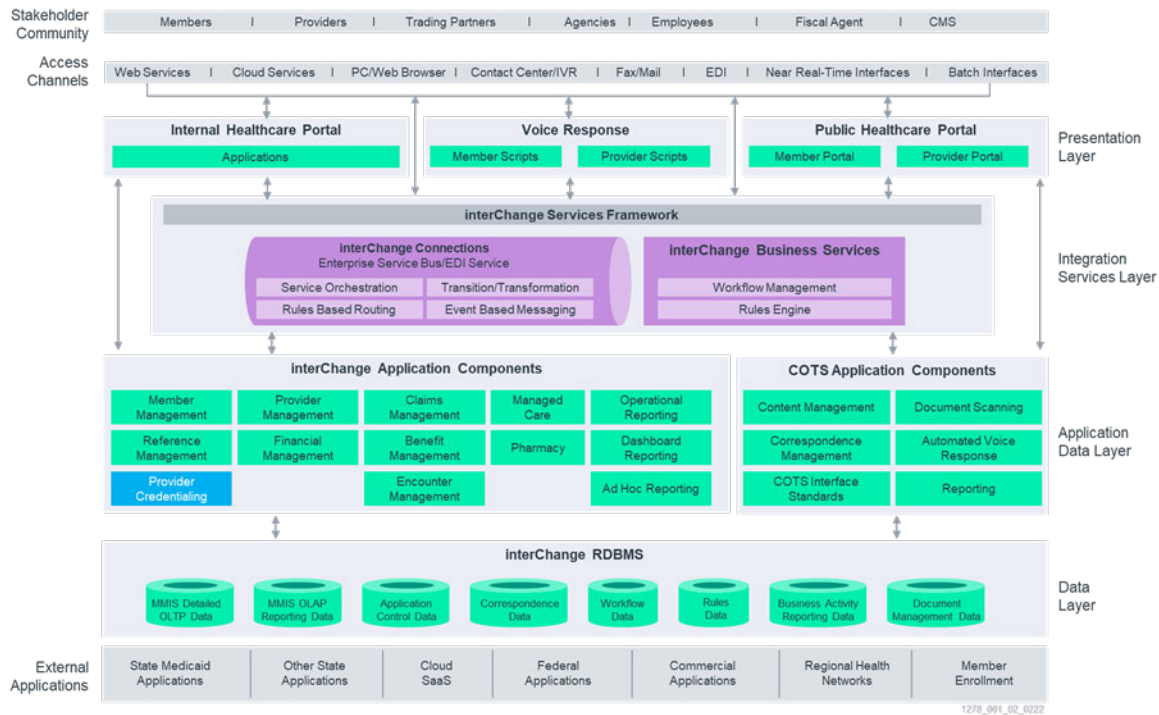 Stakeholder
Community
Members | Providers | Trading Partners | Agencies | Employees | Fiscal Agent | CMS
Access
Channels
Web Services | Cloud Services | PC/Web Browser | Contact Center/IVR | Fax/Mail | EDI | Near Real-Time Interfaces | Batch Interfaces
Internal Healthcare Portal
Applications
Voice Response
Member Scripts
Provider Scripts
Public Healthcare Portal
Member Portal
Provider Portal
Presentation
Layer
interChange Services Framework
interChange Connections
Enterprise Service Bus/EDI Service
Service Orchestration
Transition/Transformation
Rules Based Routing
Event Based Messaging
interChange Business Services
Workflow Management
Rules Engine
Integration
Services Layer
interChange Application Components
Member
Management
Provider
Management
Claims
Management
Managed
Care
Operational
Reporting
Reference
Management
Financial
Management
Benefit
Management
Pharmacy
Dashboard
Reporting
Provider
Credentialing
Encounter
Management
Ad Hoc Reporting
COTS Application Components
Content Management
Document Scanning
Correspondence
Management
Automated Voice
Response
COTS Interface
Standards
Reporting
Application
Data Layer
interChange RDBMS
MMIS Detailed
OLTP Data
MMIS OLAP
Reporting Data
Application
Control Data
Correspondence
Data
Workflow
Data
Rules
Data
Business Activity
Reporting Data
Document
Management Data
Data
Layer
External
Applications
State Medicaid
Applications
Other State
Applications
Cloud
SaaS
Federal
Applications
Commercial
Applications
Regional Health
Networks
Member
Enrollment
1278_001_02_0222